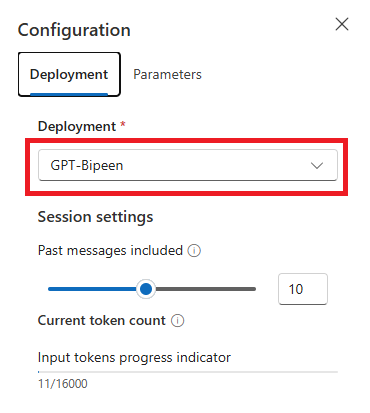 Configuration
Deployment Parameters
Deployment *
GPT-Bipeen
Session settings
Past messages included
10
Current token count
Input tokens progress indicator
11/16000